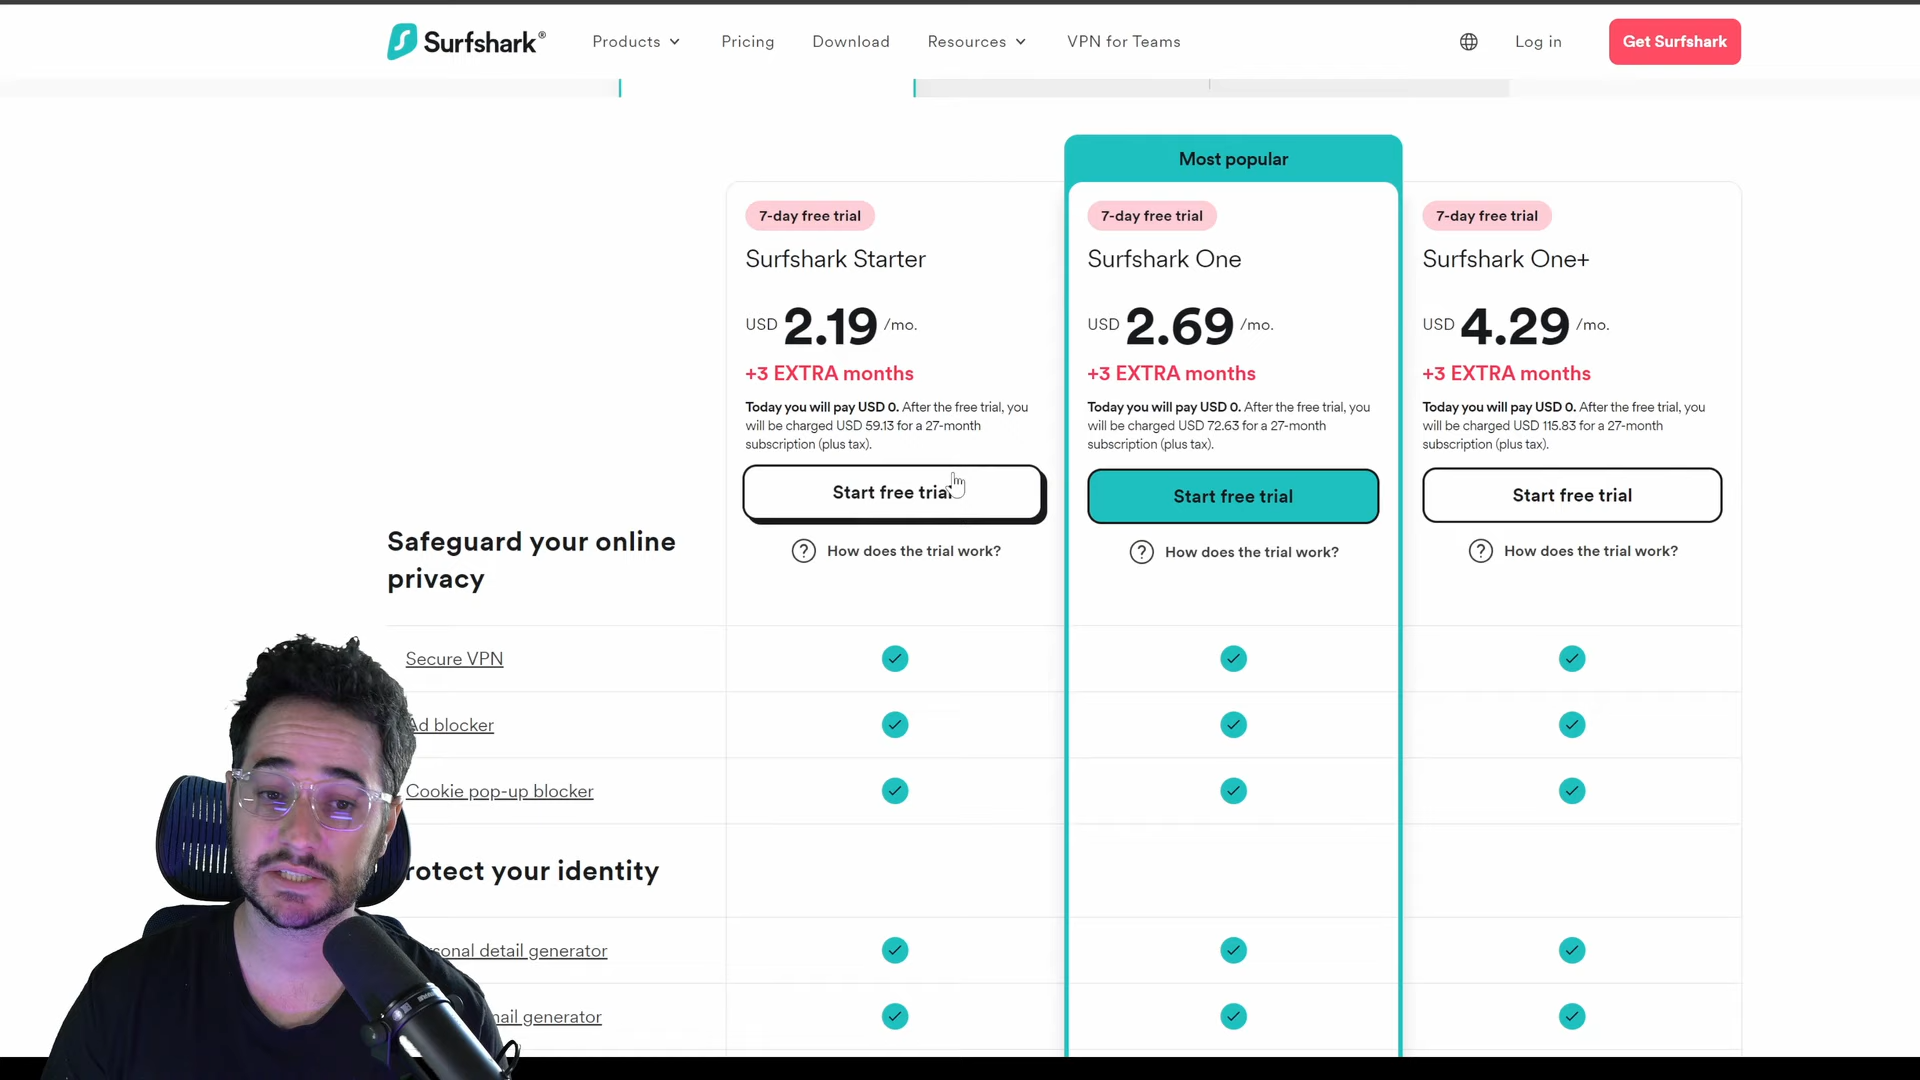 Surfshark®
Products
Pricing
Download
Resources
VPN for Teams
Log in
Get Surfshark
Most popular
7-day free trial
Surfshark Starter
USD 2.19 /mo.
+3 EXTRA months
Today you will pay USD 0. After the free trial, you
will be charged USD 59.13 for a 27-month
subscription (plus tax).
Start free trial
How does the trial work?
7-day free trial
Surfshark One
USD 2.69 /mo.
+3 EXTRA months
Today you will pay USD 0. After the free trial, you
will be charged USD 72.63 for a 27-month
subscription (plus tax).
Start free trial
How does the trial work?
7-day free trial
Surfshark One+
USD 4.29 /mo.
+3 EXTRA months
Today you will pay USD 0. After the free trial, you
will be charged USD 115.83 for a 27-month
subscription (plus tax).
Start free trial
How does the trial work?
Safeguard your online
privacy
Secure VPN
Ad blocker
Cookie pop-up blocker
rotect your identity
sonal detail generator
nail generator